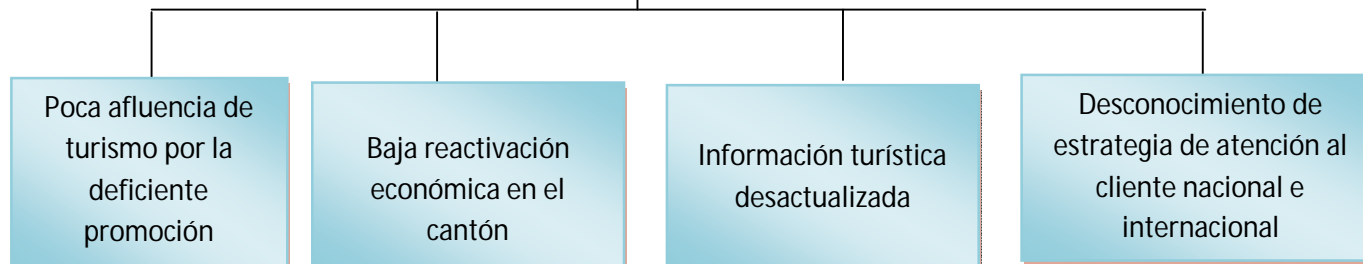 Poca afluencia de
turismo por la
deficiente
promoción
Baja reactivación
económica en el
cantón
Información turística
desactualizada
Desconocimiento de
estrategia de atención al
cliente nacional e
internacional